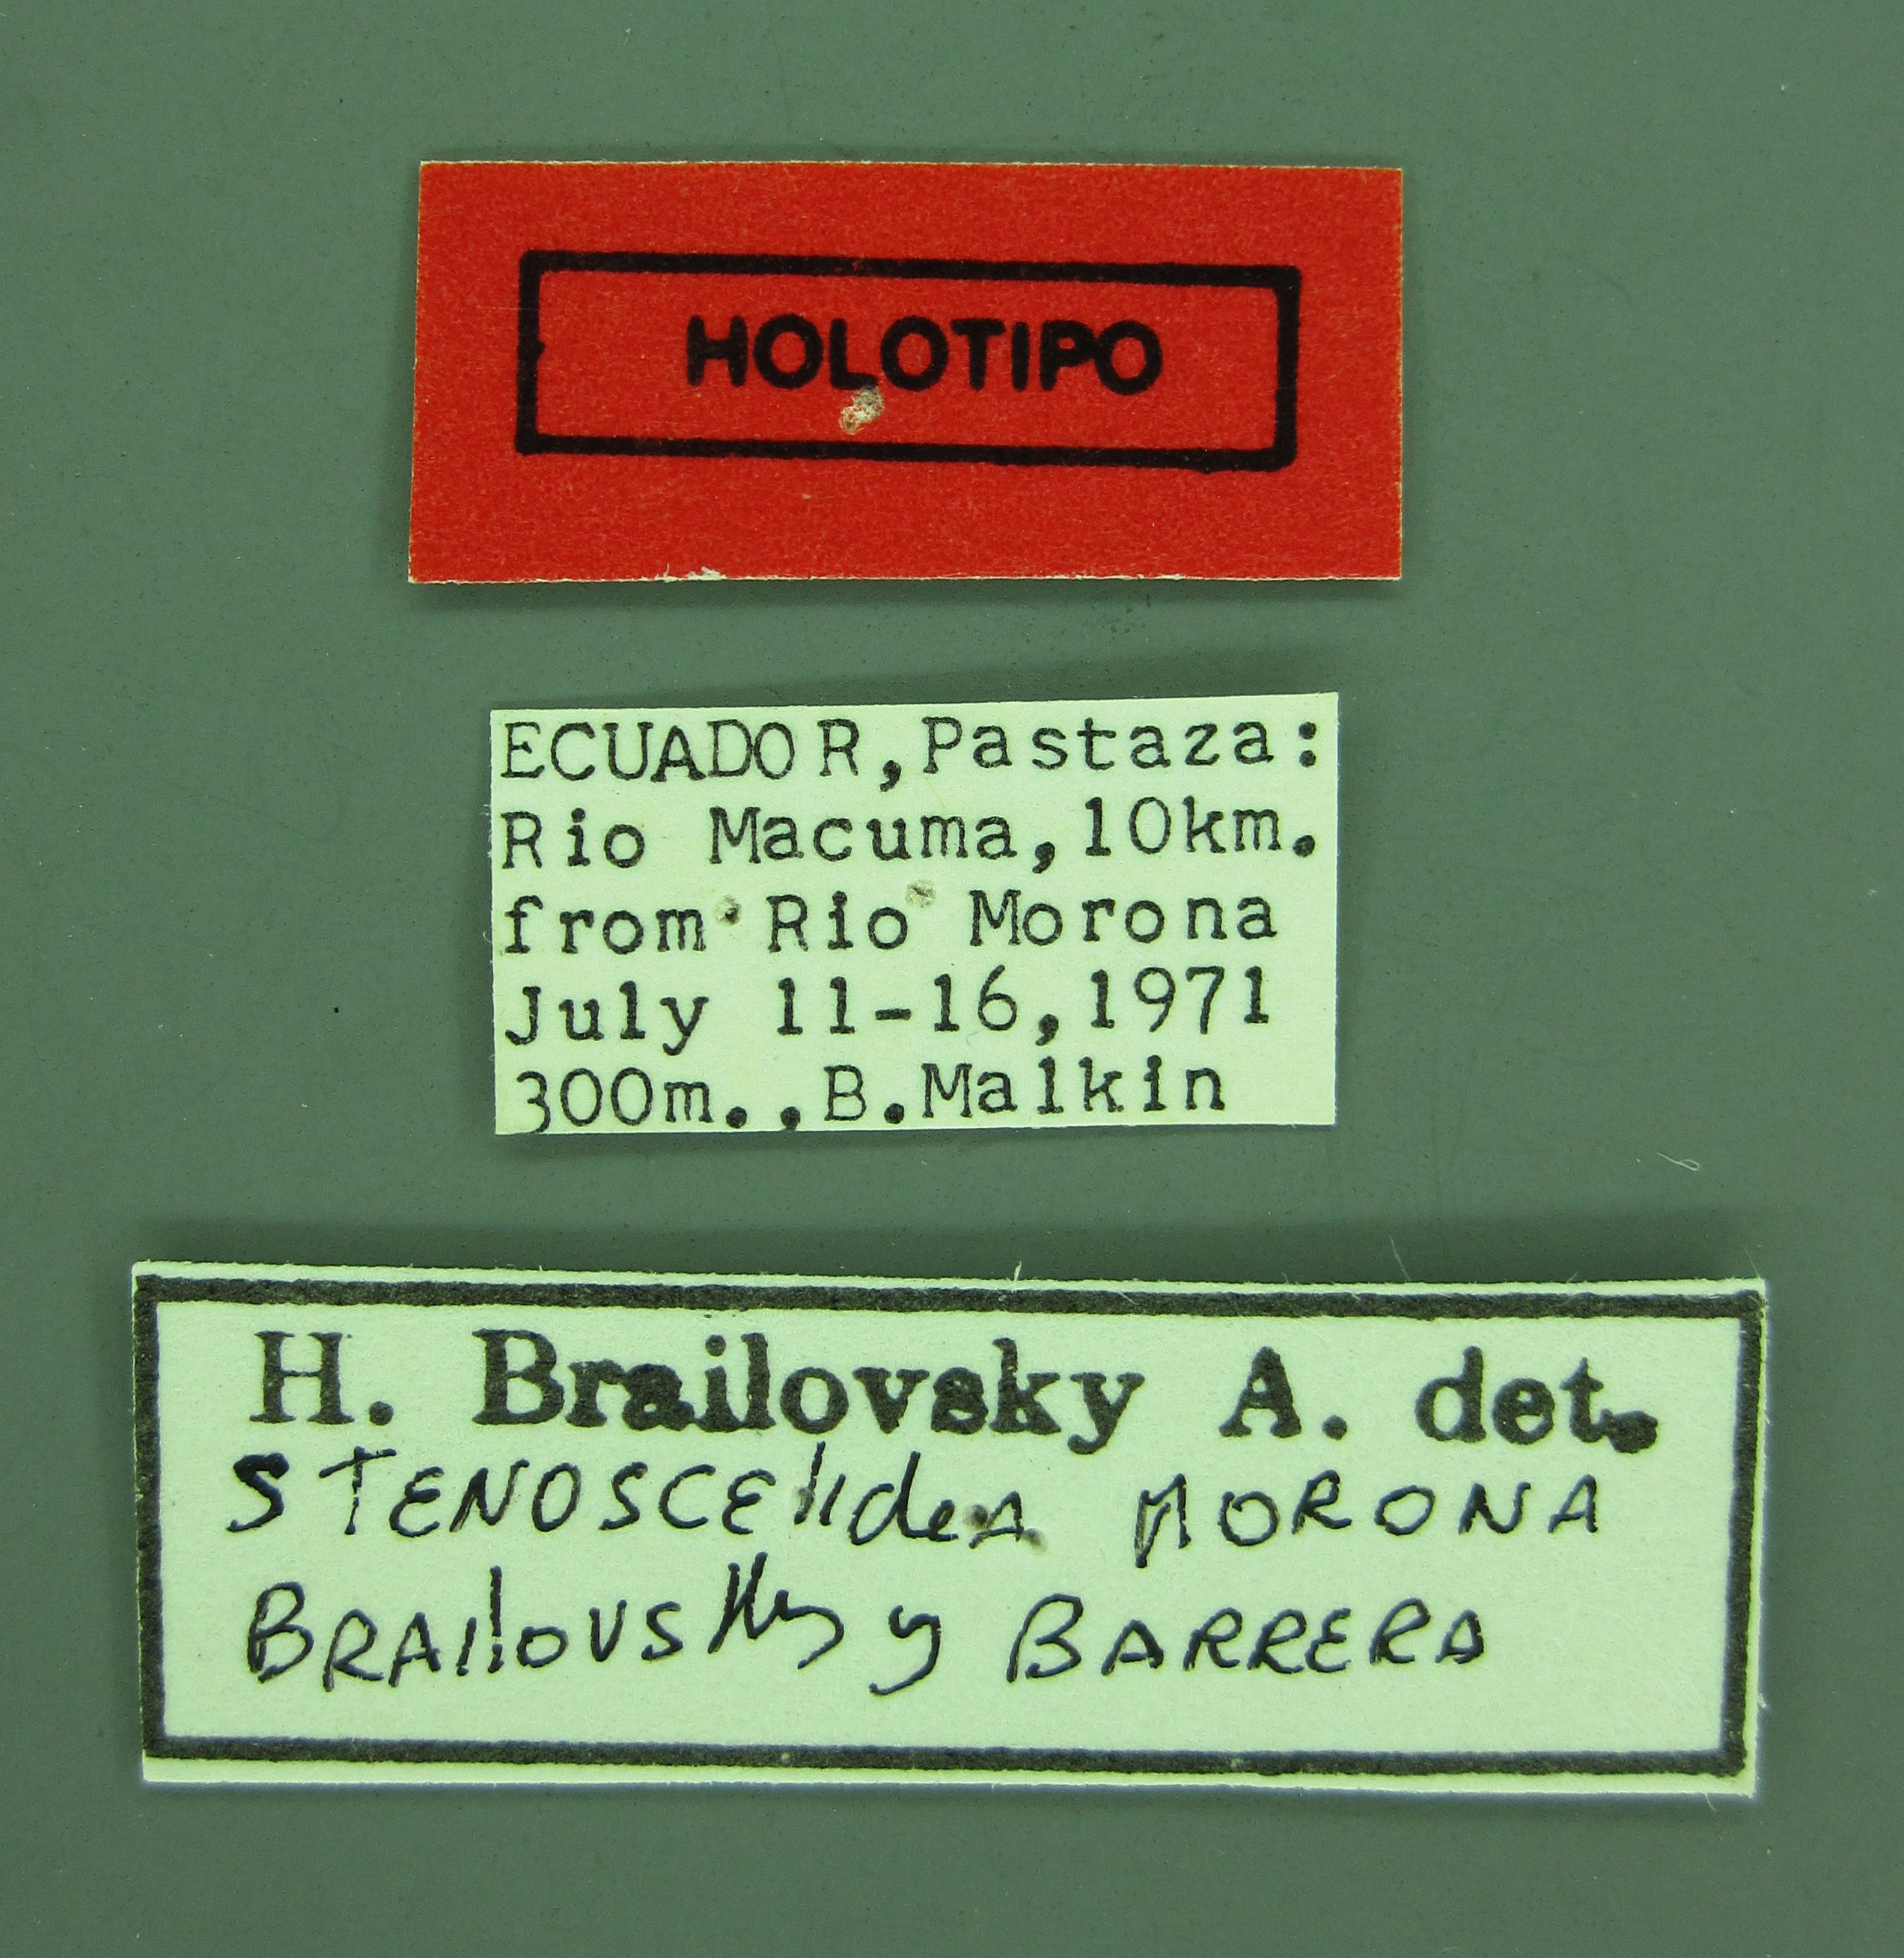 HOLOTIPO
ECUADOR, Pastaza:
Rio Macuma, 10km.
from Rio Morona
July 11-16, 1971
300m..B.Malkin
H. Brailovsky A. det.
STENOSCElideA MORONA
BRAIlOVSKy y BARRERA